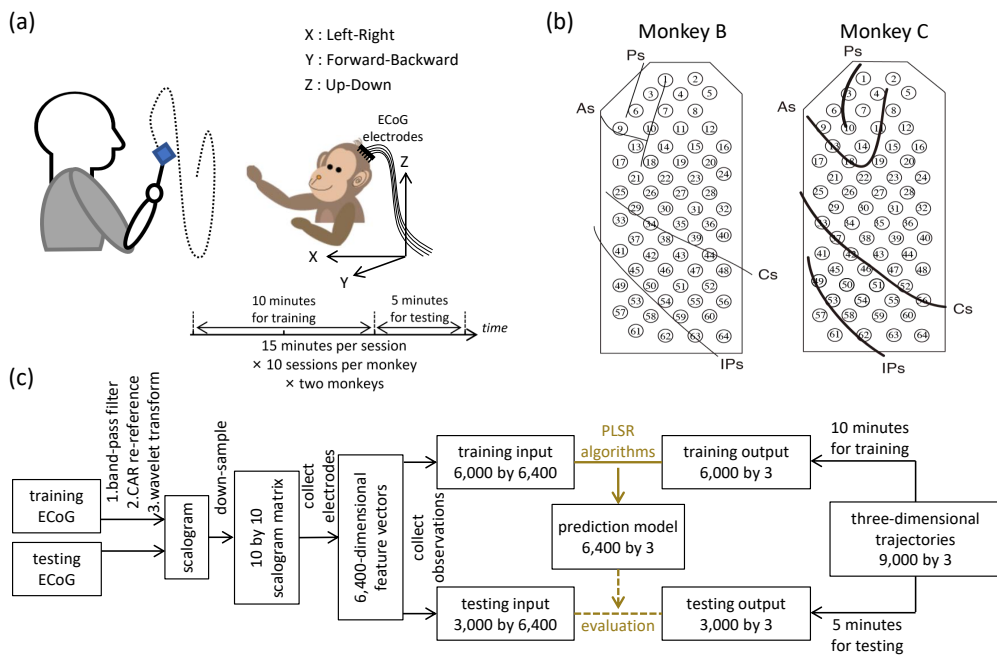 (a)
X : Left-Right
Y : Forward-Backward
Z : Up-Down
ECoG
electrodes
Z
X
Y
10 minutes
for training
5 minutes
for testing
time
15 minutes per session
× 10 sessions per monkey
× two monkeys
(b)
Monkey B
Ps
As
1 2
3 4 5
6 7 8
9 10 11 12
13 14 15 16
17 18 19 20
21 22 23 24
25 26 27 28
29 30 31 32
33 34 35 36
37 38 39 40
41 42 43 44
45 46 47 48
49 50 51 52
53 54 55 56
57 58 59 60
61 62 63 64
Cs
IPs
Monkey C
Ps
As
1 2
3 4 5
6 7 8
9 10 11 12
13 14 15 16
17 18 19 20
21 22 23 24
25 26 27 28
29 30 31 32
33 34 35 36
37 38 39 40
41 42 43 44
45 46 47 48
49 50 51 52
53 54 55 56
57 58 59 60
61 62 63 64
Cs
IPs
(c)
training
ECoG
testing
ECoG
1.band-pass filter
2.CAR re-reference
3.wavelet transform
scalogram
down-sample
10 by 10
scalogram matrix
collect
electrodes
6,400-dimensional
feature vectors
collect
observations
training input
6,000 by 6,400
PLSR
algorithms
training output
6,000 by 3
10 minutes
for training
prediction model
6,400 by 3
three-dimensional
trajectories
9,000 by 3
testing input
3,000 by 6,400
evaluation
testing output
3,000 by 3
5 minutes
for testing